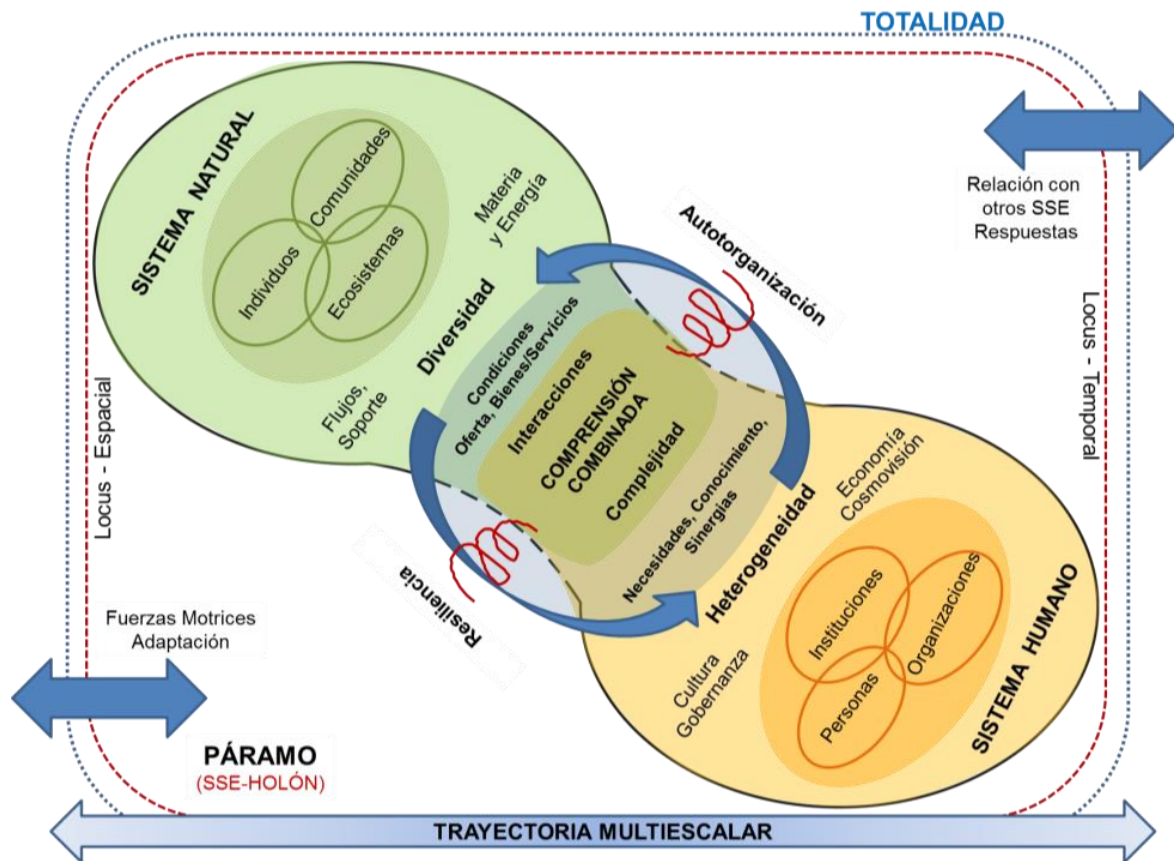 TOTALIDAD
SISTEMA NATURAL
Comunidades
Individuos
Ecosistemas
Materia
y Energía
Flujos,
Soporte
Diversidad
Condiciones
Oferta, Bienes/Servicios
Interacciones
COMPRENSIÓN
COMBINADA
Complejidad
Necesidades, Conocimiento,
Sinergias
Heterogeneidad
Autotorganización
Resiliencia
Relación con
otros SSE
Respuestas
Locus - Espacial
Locus - Temporal
Economía
Cosmovisión
Instituciones
Organizaciones
Personas
Cultura
Gobernanza
SISTEMA HUMANO
Fuerzas Motrices
Adaptación
PÁRAMO
(SSE-HOLÓN)
TRAYECTORIA MULTIESCALAR